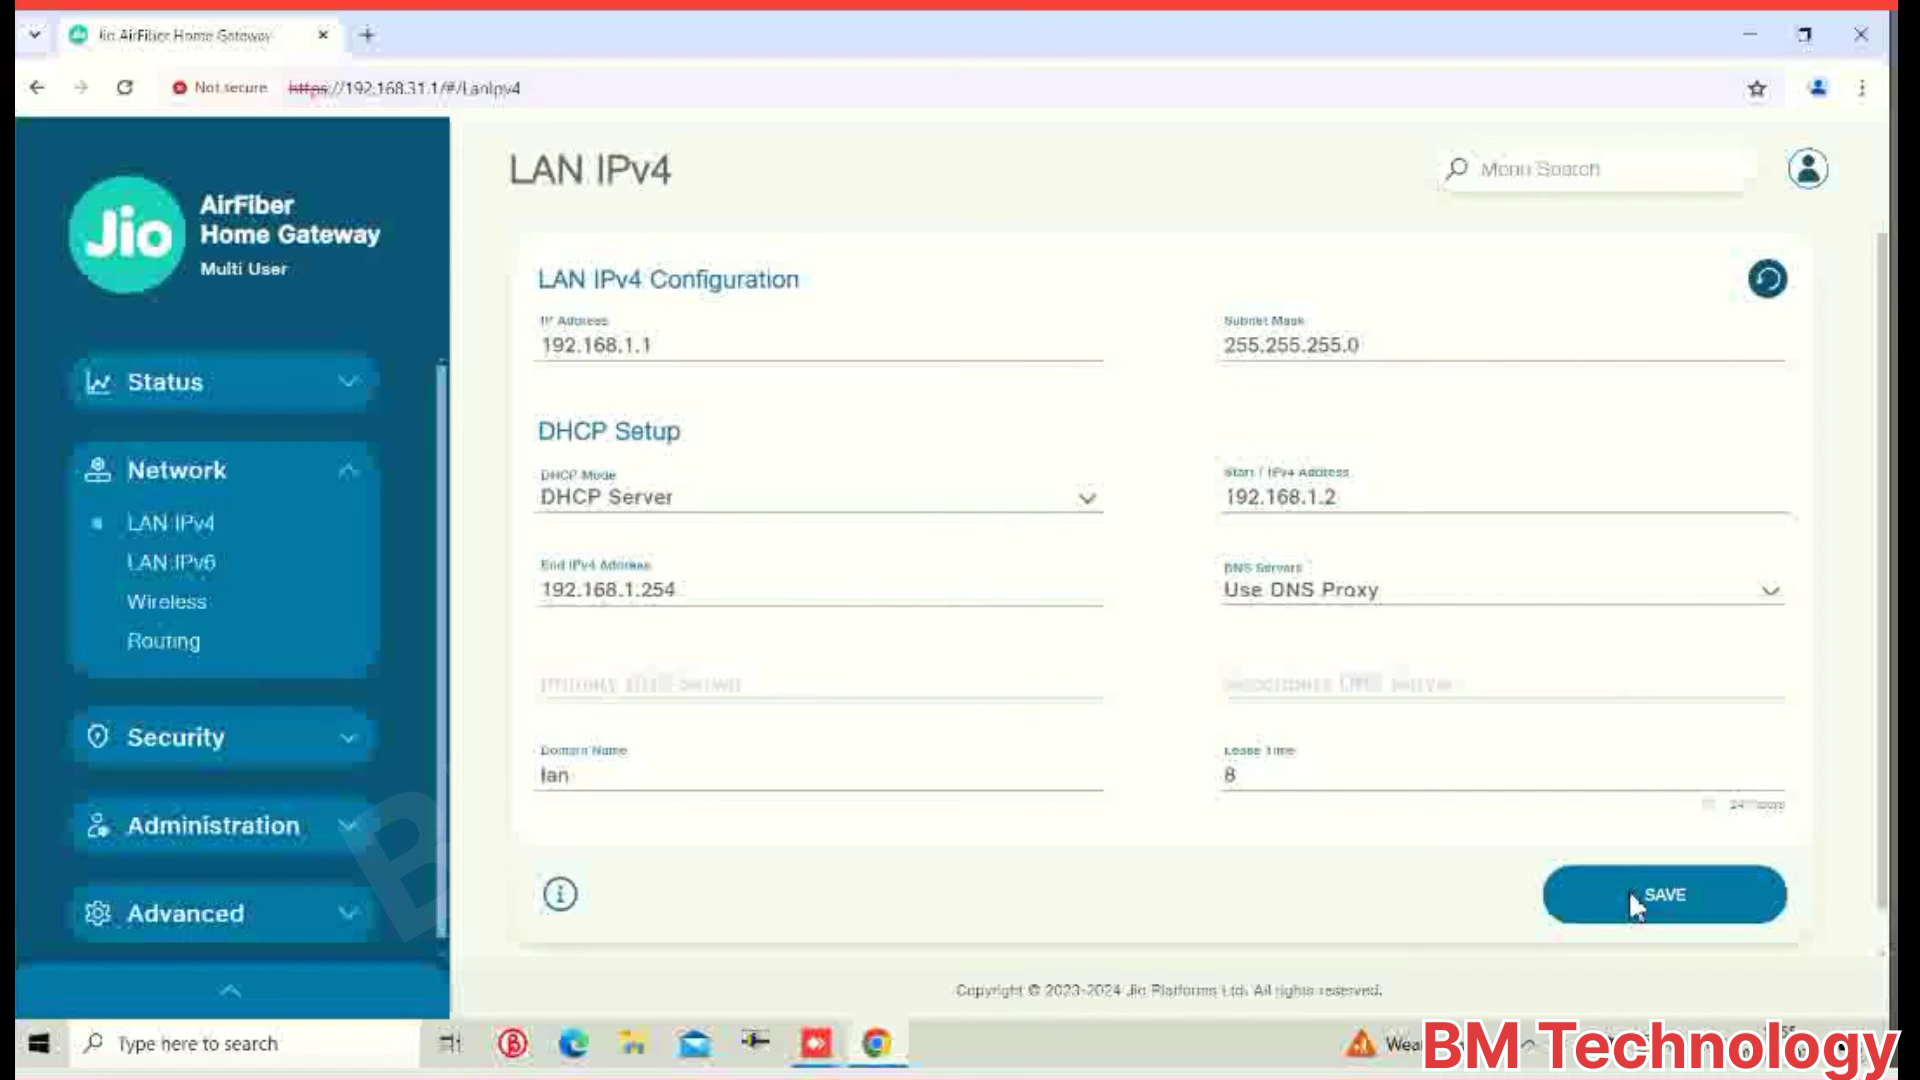 Jio AirFiber Home Gateway
Not secure https://192.168.31.1/#/LanIpv4
LAN IPv4
Menu Search
Jio
AirFiber
Home Gateway
Multi User
Status
Network
LAN IPv4
LAN IPv6
Wireless
Routing
Security
Administration
Advanced
LAN IPv4 Configuration
IP Address
192.168.1.1
Subnet Mask
255.255.255.0
DHCP Setup
DHCP Mode
DHCP Server
Start IPv4 Address
192.168.1.2
End IPv4 Address
192.168.1.254
DNS Servers
Use DNS Proxy
Domain Name
lan
Lease Time
8
SAVE
Copyright © 2023-2024 Jio Platforms Ltd. All rights reserved.
Type here to search
BM Technology